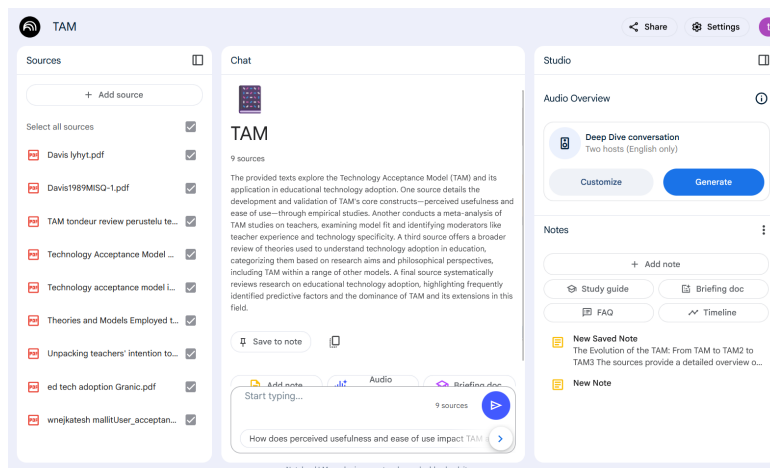 TAM
Share
Settings
Sources
+ Add source
Select all sources
PDF Davis lyhyt.pdf
PDF Davis1989MISQ-1.pdf
PDF TAM tondeur review perustelu te...
PDF Technology Acceptance Model ...
PDF Technology acceptance model i...
PDF Theories and Models Employed t...
PDF Unpacking teachers' intention to...
PDF ed tech adoption Granic.pdf
PDF wnejkatesh mallitUser_acceptan...
Chat
TAM
9 sources
The provided texts explore the Technology Acceptance Model (TAM) and its
application in educational technology adoption. One source details the
development and validation of TAM's core constructs—perceived usefulness and
ease of use—through empirical studies. Another conducts a meta-analysis of
TAM studies on teachers, examining model fit and identifying moderators like
teacher experience and technology specificity. A third source offers a broader
review of theories used to understand technology adoption in education,
categorizing them based on research aims and philosophical perspectives,
including TAM within a range of other models. A final source systematically
reviews research on educational technology adoption, highlighting frequently
identified predictive factors and the dominance of TAM and its extensions in this
field.
Save to note
Add note
Audio
Briefing doc
Start typing...
9 sources
How does perceived usefulness and ease of use impact TAM
Studio
Audio Overview
Deep Dive conversation
Two hosts (English only)
Customize
Generate
Notes
+ Add note
Study guide
Briefing doc
FAQ
Timeline
New Saved Note
The Evolution of the TAM: From TAM to TAM2 to
TAM3 The sources provide a detailed overview o...
New Note